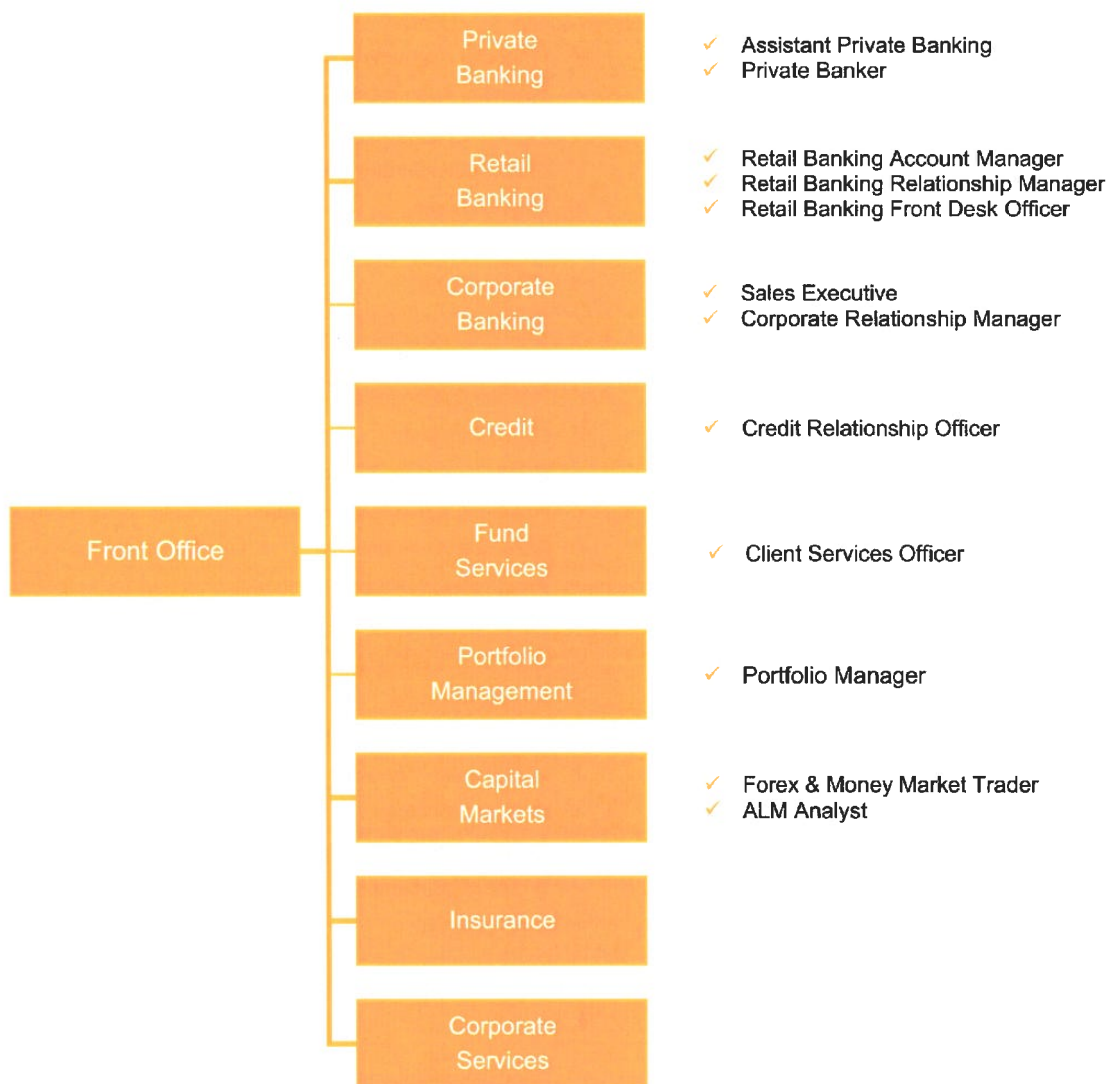 Private
Banking
✓ Assistant Private Banking
✓ Private Banker
Retail
Banking
✓ Retail Banking Account Manager
✓ Retail Banking Relationship Manager
✓ Retail Banking Front Desk Officer
Corporate
Banking
✓ Sales Executive
✓ Corporate Relationship Manager
Credit
✓ Credit Relationship Officer
Front Office
Fund
Services
✓ Client Services Officer
Portfolio
Management
✓ Portfolio Manager
Capital
Markets
✓ Forex & Money Market Trader
✓ ALM Analyst
Insurance
Corporate
Services